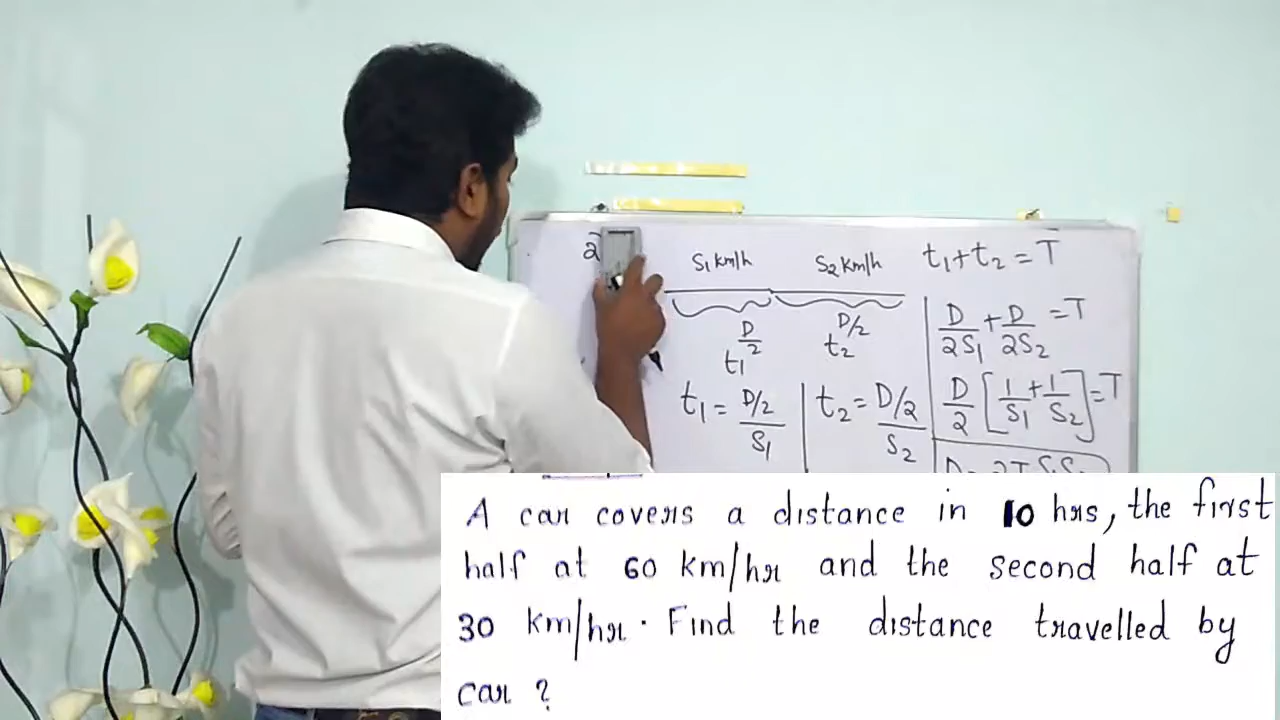 2
S₁ km/h S₂ km/h t₁+t₂ = T
D/2 D/2 D/2S₁ + D/2S₂ = T
t₁ t₂
t₁ = D/2/S₁ t₂ = D/2/S₂ D/2 [1/S₁ + 1/S₂] = T
A car covers a distance in 10 hrs, the first
half at 60 km/hr and the second half at
30 km/hr. Find the distance travelled by
car ?